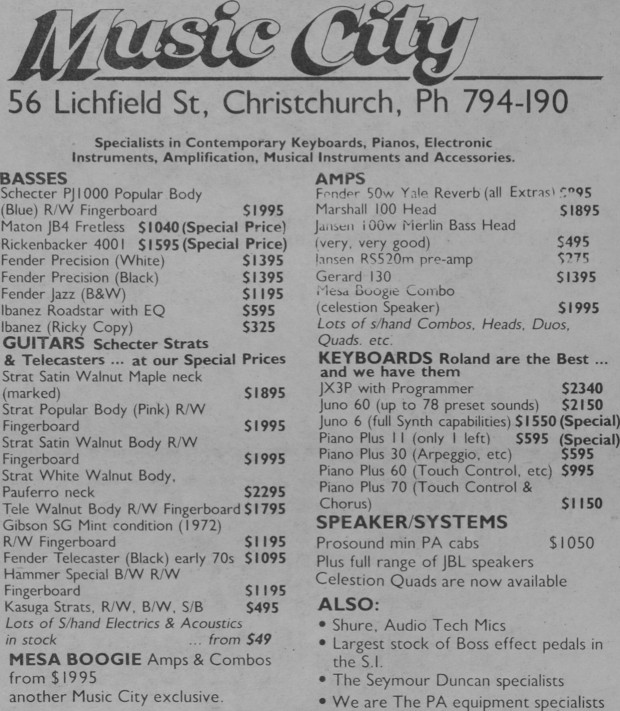 Music City
56 Lichfield St, Christchurch, Ph 794-190
Specialists in Contemporary Keyboards, Pianos, Electronic
Instruments, Amplification, Musical Instruments and Accessories.
BASSES
Schecter PJ1000 Popular Body
(Blue) R/W Fingerboard $1995
Maton JB4 Fretless $1040 (Special Price)
Rickenbacker 4001 $1595 (Special Price)
Fender Precision (White) $1395
Fender Precision (Black) $1395
Fender Jazz (B&W) $1195
Ibanez Roadstar with EQ $595
Ibanez (Ricky Copy) $325
GUITARS Schecter Strats
& Telecasters ... at our Special Prices
Strat Satin Walnut Maple neck
(marked) $1895
Strat Popular Body (Pink) R/W
Fingerboard $1995
Strat Satin Walnut Body R/W
Fingerboard $1995
Strat White Walnut Body,
Pauferro neck $2295
Tele Walnut Body R/W Fingerboard $1795
Gibson SG Mint condition (1972)
R/W Fingerboard $1195
Fender Telecaster (Black) early 70s $1095
Hammer Special B/W R/W
Fingerboard $1195
Kasuga Strats, R/W, B/W, S/B $495
Lots of S/hand Electrics & Acoustics
in stock ... from $49
MESA BOOGIE Amps & Combos
from $1995
another Music City exclusive.
AMPS
Fender 50w Yale Reverb (all Extras)
Marshall 100 Head $1895
Jansen 100w Merlin Bass Head
(very, very good) $495
Jansen RS520m pre-amp $275
Gerard 130 $1395
Mesa Boogie Combo
(celestion Speaker) $1995
Lots of s/hand Combos, Heads, Duos,
Quads. etc.
KEYBOARDS Roland are the Best ...
and we have them
JX3P with Programmer $2340
Juno 60 (up to 78 preset sounds) $2150
Juno 6 (full Synth capabilities) $1550 (Special)
Piano Plus 11 (only 1 left) $595 (Special)
Piano Plus 30 (Arpeggio, etc) $595
Piano Plus 60 (Touch Control, etc) $995
Piano Plus 70 (Touch Control &
Chorus) $1150
SPEAKER/SYSTEMS
Prosound min PA cabs $1050
Plus full range of JBL speakers
Celestion Quads are now available
ALSO:
• Shure, Audio Tech Mics
• Largest stock of Boss effect pedals in
the S.I.
• The Seymour Duncan specialists
• We are The PA equipment specialists